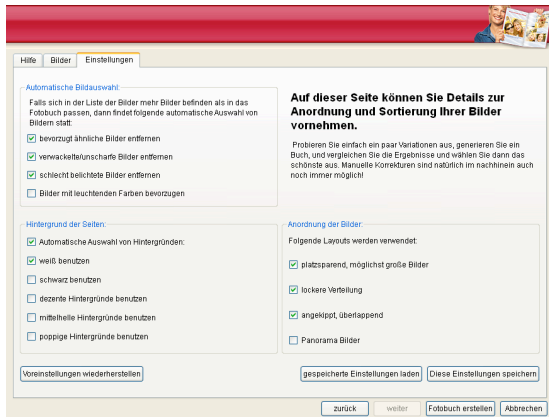 Hilfe Bilder Einstellungen
Automatische Bildauswahl:
Falls sich in der Liste der Bilder mehr Bilder befinden als in das
Fotobuch passen, dann findet folgende automatische Auswahl von
Bildern statt:
bevorzugt ähnliche Bilder entfernen
verwackelte/unscharfe Bilder entfernen
schlecht belichtete Bilder entfernen
Bilder mit leuchtenden Farben bevorzugen
Auf dieser Seite können Sie Details zur
Anordnung und Sortierung Ihrer Bilder
vornehmen.
Probieren Sie einfach ein paar Variationen aus, generieren Sie ein
Buch, und vergleichen Sie die Ergebnisse und wählen Sie dann das
schönste aus. Manuelle Korrekturen sind natürlich im nachhinein auch
noch immer möglich!
Hintergrund der Seiten:
Automatische Auswahl von Hintergründen:
weiß benutzen
schwarz benutzen
dezente Hintergründe benutzen
mittelhelle Hintergründe benutzen
poppige Hintergründe benutzen
Anordnung der Bilder:
Folgende Layouts werden verwendet:
platzsparend, möglichst große Bilder
lockere Verteilung
angekippt, überlappend
Panorama Bilder
Voreinstellungen wiederherstellen
gespeicherte Einstellungen laden Diese Einstellungen speichern
zurück weiter Fotobuch erstellen Abbrechen